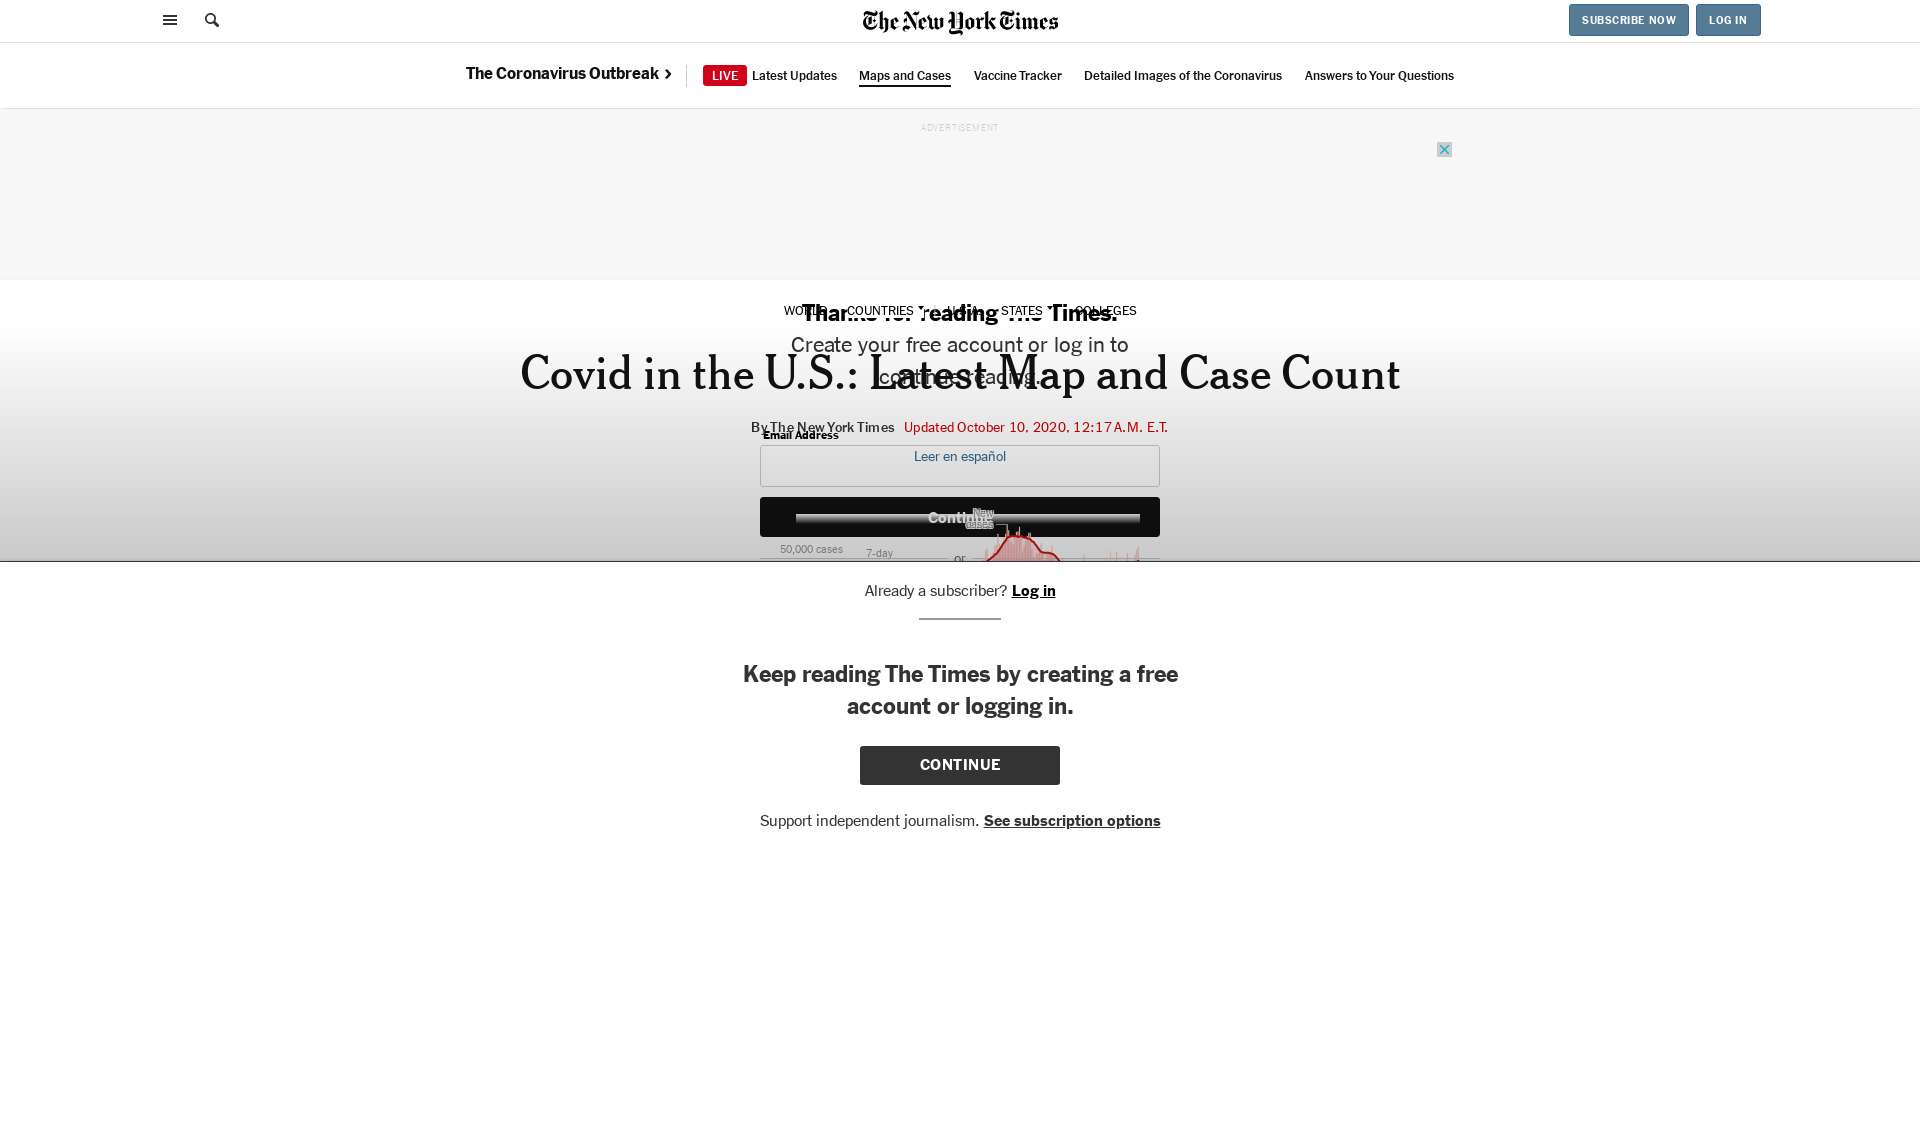 The New York Times
SUBSCRIBE NOW
LOG IN
The Coronavirus Outbreak
LIVE Latest Updates
Maps and Cases
Vaccine Tracker
Detailed Images of the Coronavirus
Answers to Your Questions
ADVERTISEMENT
WORLD COUNTRIES U.S.A. STATES COLLEGES
Thanks for reading The Times.
Create your free account or log in to
continue reading.
Covid in the U.S.: Latest Map and Case Count
By The New York Times Updated October 10, 2020, 12:17 A.M. E.T.
Email Address
Leer en español
Continue
New
cases
50,000 cases
7-day
or
Already a subscriber? Log in
Keep reading The Times by creating a free
account or logging in.
CONTINUE
Support independent journalism. See subscription options